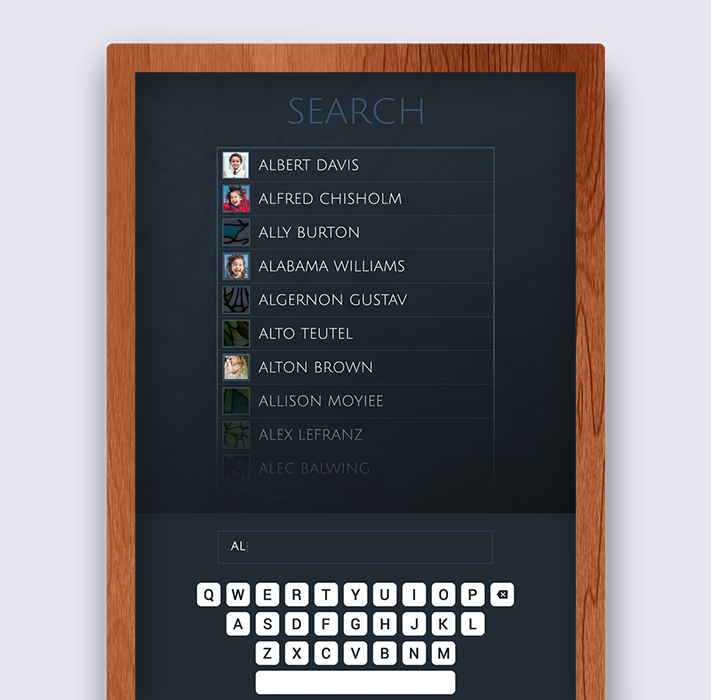 SEARCH
ALBERT DAVIS
ALFRED CHISHOLM
ALLY BURTON
ALABAMA WILLIAMS
ALGERNON GUSTAV
ALTO TEUTEL
ALTON BROWN
ALLISON MOYIEE
ALEX LEFRANZ
ALEC BALWING
AL
Q W E R T Y U I O P
A S D F G H J K L
Z X C V B N M